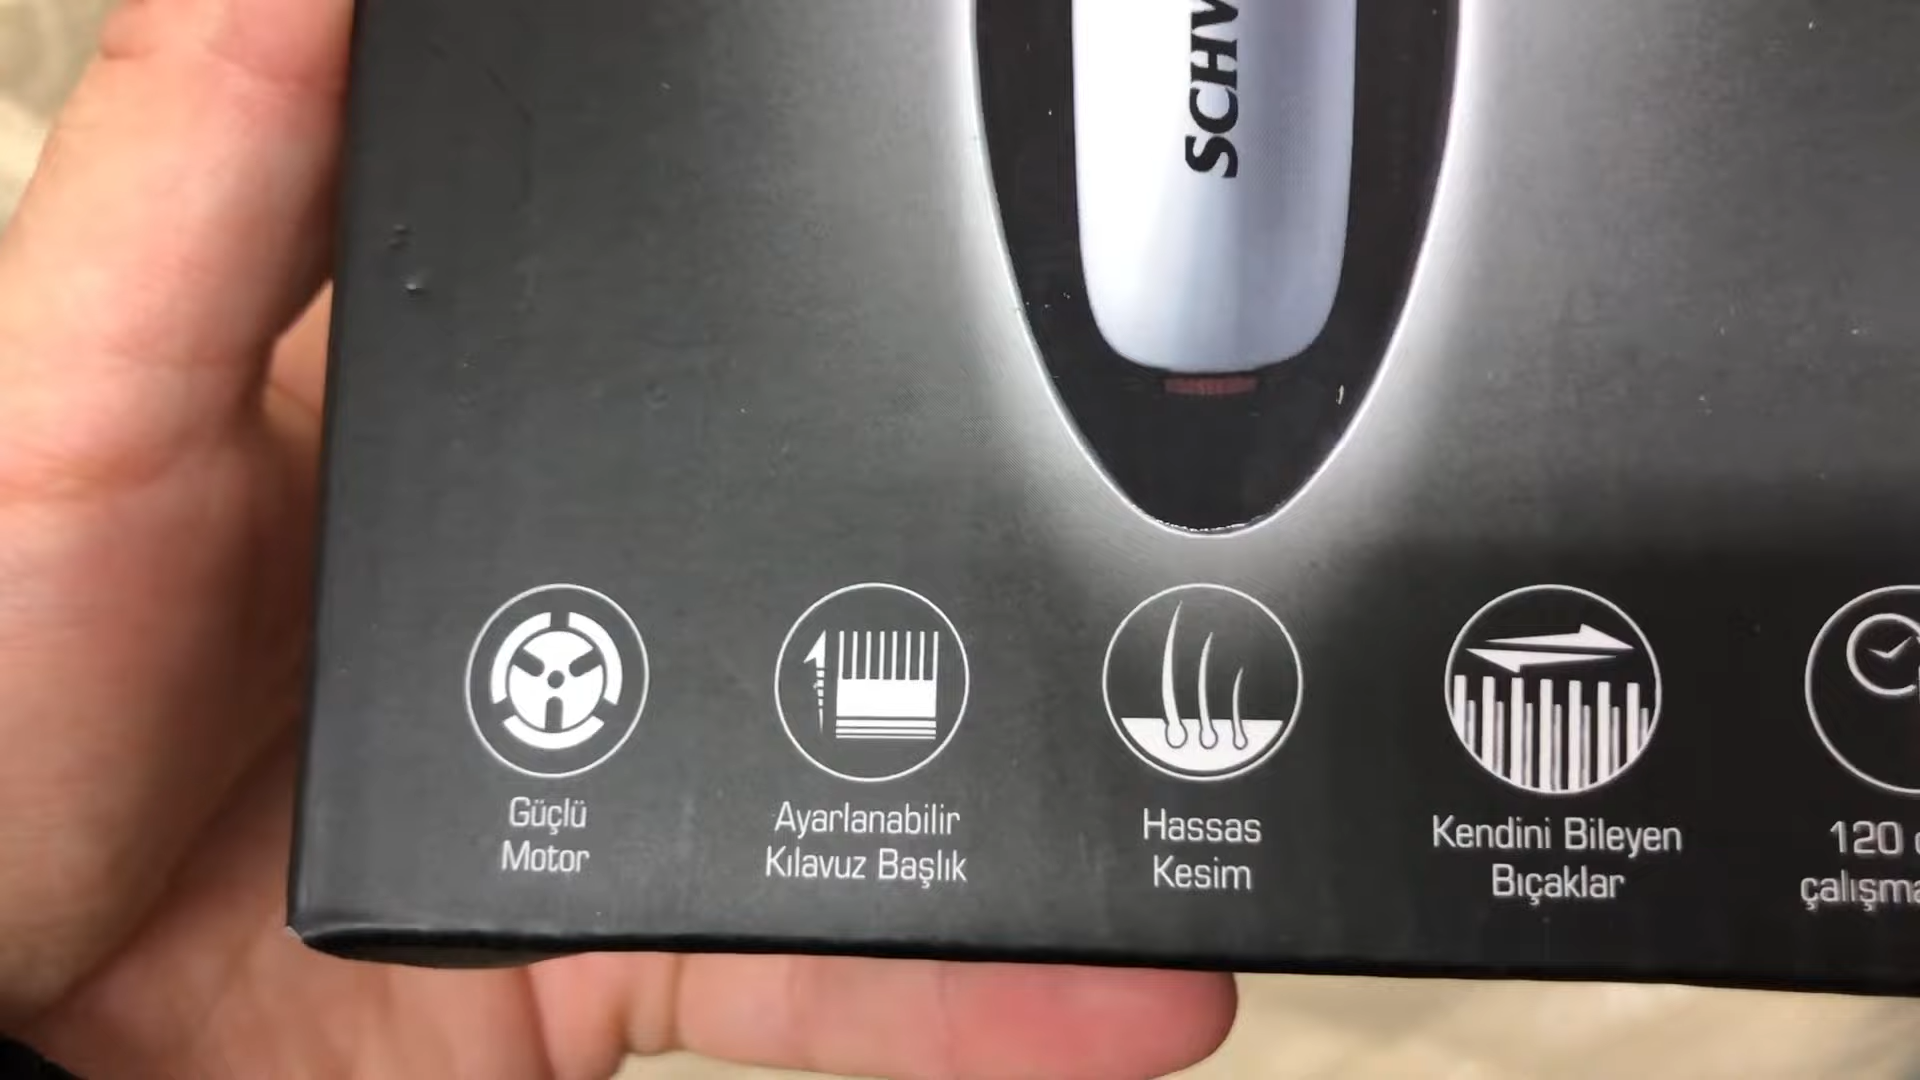 SCHW
Güçlü
Motor
Ayarlanabilir
Kılavuz Başlık
Hassas
Kesim
Kendini Bileyen
Bıçaklar
120
çalışma